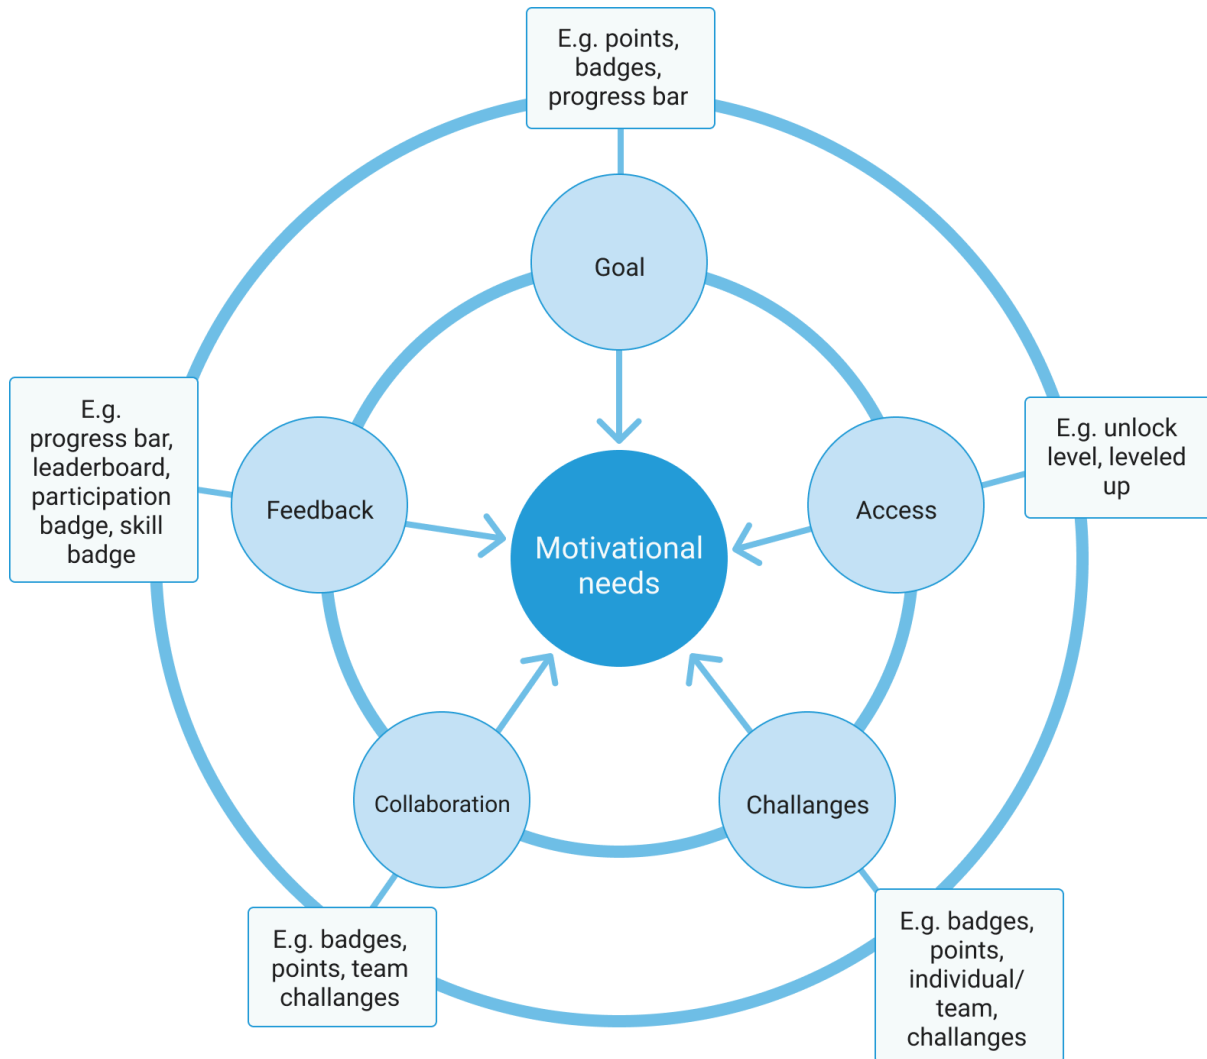 E.g. points,
badges,
progress bar
Goal
E.g.
progress bar,
leaderboard,
participation
badge, skill
badge
Feedback
Motivational
needs
Access
E.g. unlock
level, leveled
up
Collaboration
Challanges
E.g. badges,
points, team
challanges
E.g. badges,
points,
individual/
team,
challanges